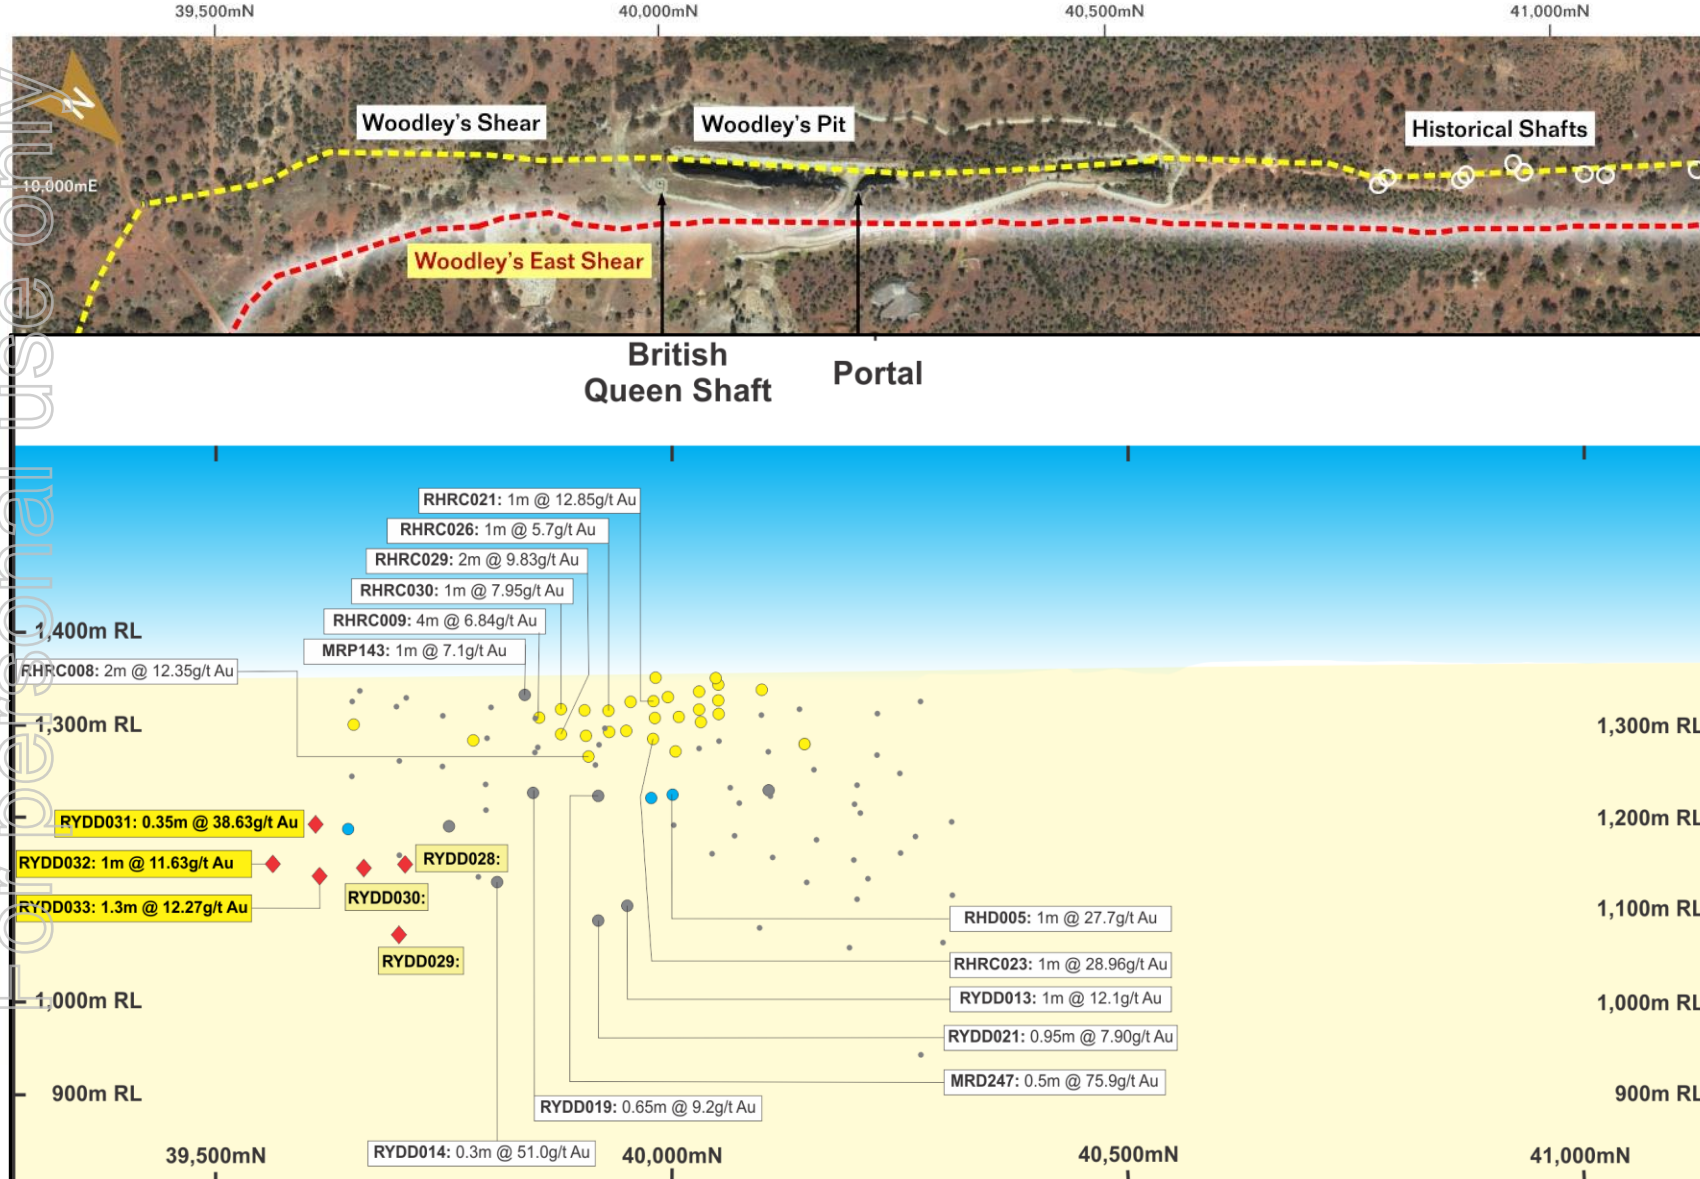 39,500mN
40,000mN
40,500mN
41,000mN
N
Woodley's Shear
Woodley's Pit
Historical Shafts
10,000mE
Woodley's East Shear
British
Queen Shaft
Portal
For personal use only
RHRC021: 1m @ 12.85g/t Au
RHRC026: 1m @ 5.7g/t Au
RHRC029: 2m @ 9.83g/t Au
RHRC030: 1m @ 7.95g/t Au
RHRC009: 4m @ 6.84g/t Au
1,400m RL
MRP143: 1m @ 7.1g/t Au
RHRC008: 2m @ 12.35g/t Au
1,300m RL
1,300m RL
1,200m RL
RYDD031: 0.35m @ 38.63g/t Au
RYDD028:
RYDD032: 1m @ 11.63g/t Au
RYDD030:
RYDD033: 1.3m @ 12.27g/t Au
1,100m RL
RHD005: 1m @ 27.7g/t Au
RYDD029:
RHRC023: 1m @ 28.96g/t Au
1,000m RL
RYDD013: 1m @ 12.1g/t Au
1,000m RL
RYDD021: 0.95m @ 7.90g/t Au
MRD247: 0.5m @ 75.9g/t Au
900m RL
900m RL
RYDD019: 0.65m @ 9.2g/t Au
RYDD014: 0.3m @ 51.0g/t Au
39,500mN
40,000mN
40,500mN
41,000mN